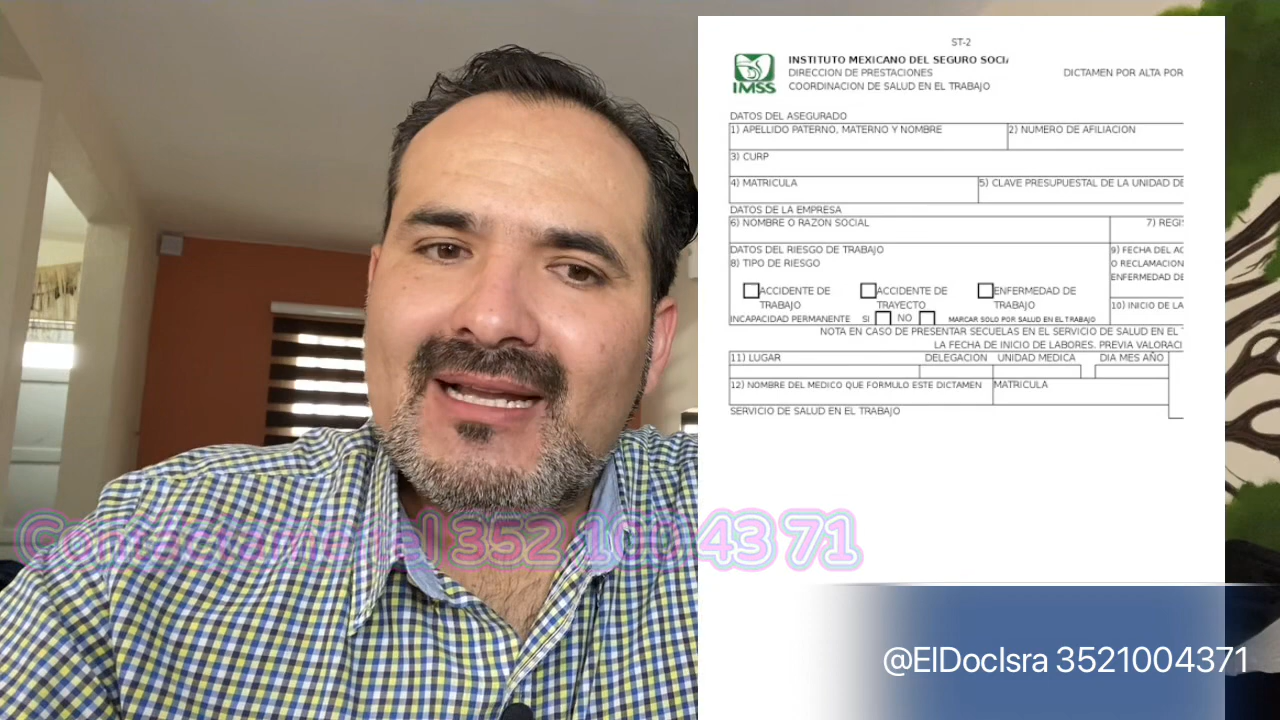 ST-2
INSTITUTO MEXICANO DEL SEGURO SOCIA
DIRECCION DE PRESTACIONES
DICTAMEN POR ALTA POR
COORDINACION DE SALUD EN EL TRABAJO
IMSS
DATOS DEL ASEGURADO
1) APELLIDO PATERNO, MATERNO Y NOMBRE
2) NUMERO DE AFILIACION
3) CURP
4) MATRICULA
5) CLAVE PRESUPUESTAL DE LA UNIDAD DE
DATOS DE LA EMPRESA
6) NOMBRE O RAZON SOCIAL
7) REGIS
DATOS DEL RIESGO DE TRABAJO
9) FECHA DEL AC
8) TIPO DE RIESGO
O RECLAMACION
ENFERMEDAD DE
ACCIDENTE DE TRABAJO
ACCIDENTE DE TRAYECTO
ENFERMEDAD DE TRABAJO
10) INICIO DE LA
INCAPACIDAD PERMANENTE SI NO MARCAR SOLO POR SALUD EN EL TRABAJO
NOTA EN CASO DE PRESENTAR SECUELAS EN EL SERVICIO DE SALUD EN EL T
LA FECHA DE INICIO DE LABORES. PREVIA VALORACI
11) LUGAR DELEGACION UNIDAD MEDICA DIA MES AÑO
12) NOMBRE DEL MEDICO QUE FORMULO ESTE DICTAMEN MATRICULA
SERVICIO DE SALUD EN EL TRABAJO
Contáctame tel 352 100 43 71
@ElDocIsra 3521004371